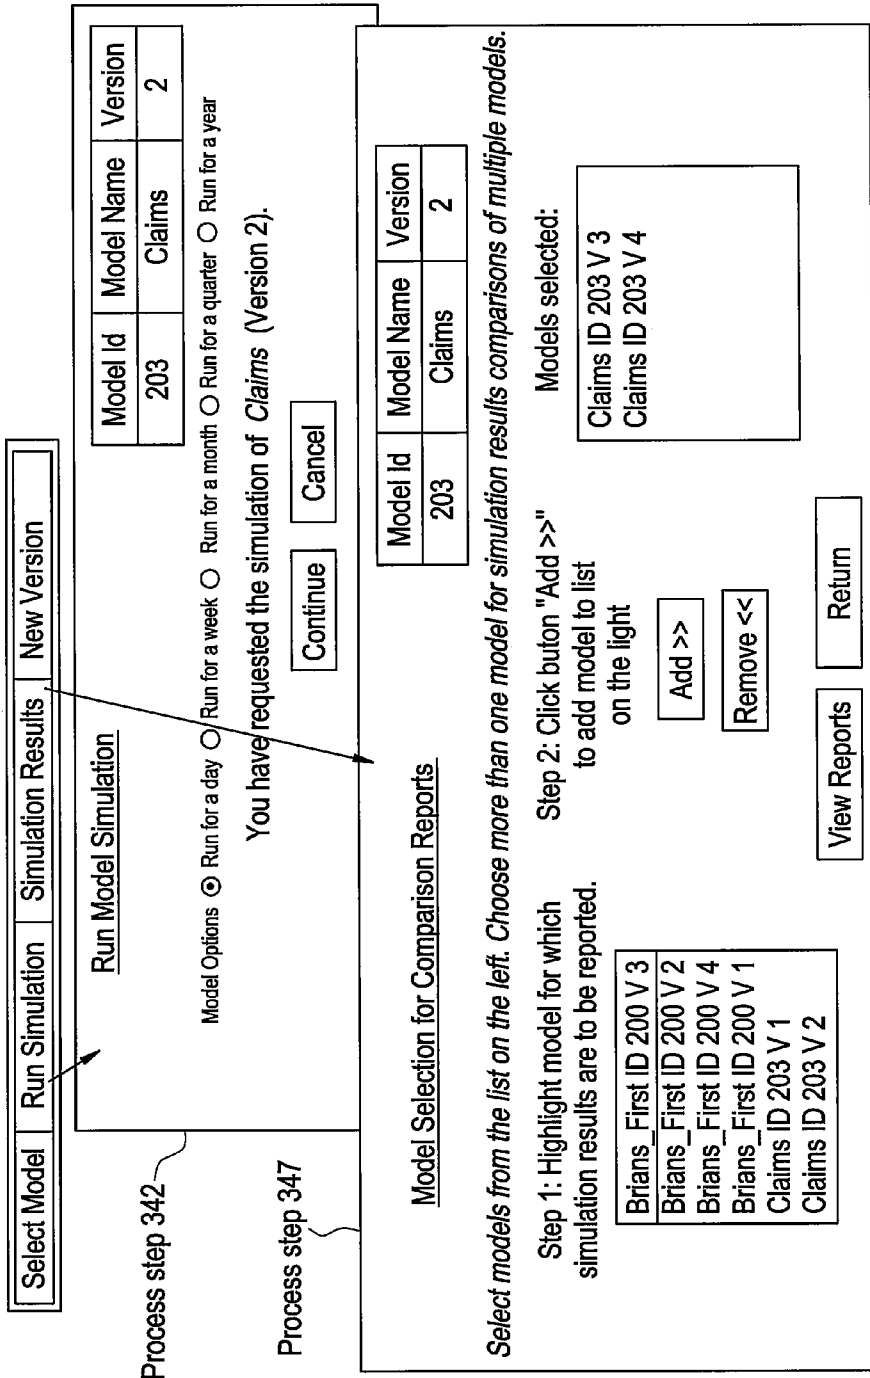 Select Model Run Simulation Simulation Results New Version
Process step 342
Run Model Simulation
Model Id Model Name Version
203 Claims 2
Model Options Run for a day Run for a week Run for a month Run for a quarter Run for a year
You have requested the simulation of Claims (Version 2).
Continue Cancel
Process step 347
Model Selection for Comparison Reports
Model Id Model Name Version
203 Claims 2
Select models from the list on the left. Choose more than one model for simulation results comparisons of multiple models.
Step 1: Highlight model for which
simulation results are to be reported.
Brians_First ID 200 V 3
Brians_First ID 200 V 2
Brians_First ID 200 V 4
Brians_First ID 200 V 1
Claims ID 203 V 1
Claims ID 203 V 2
Step 2: Click buton "Add >>"
to add model to list
on the light
Add >>
Remove <<
Models selected:
Claims ID 203 V 3
Claims ID 203 V 4
View Reports Return